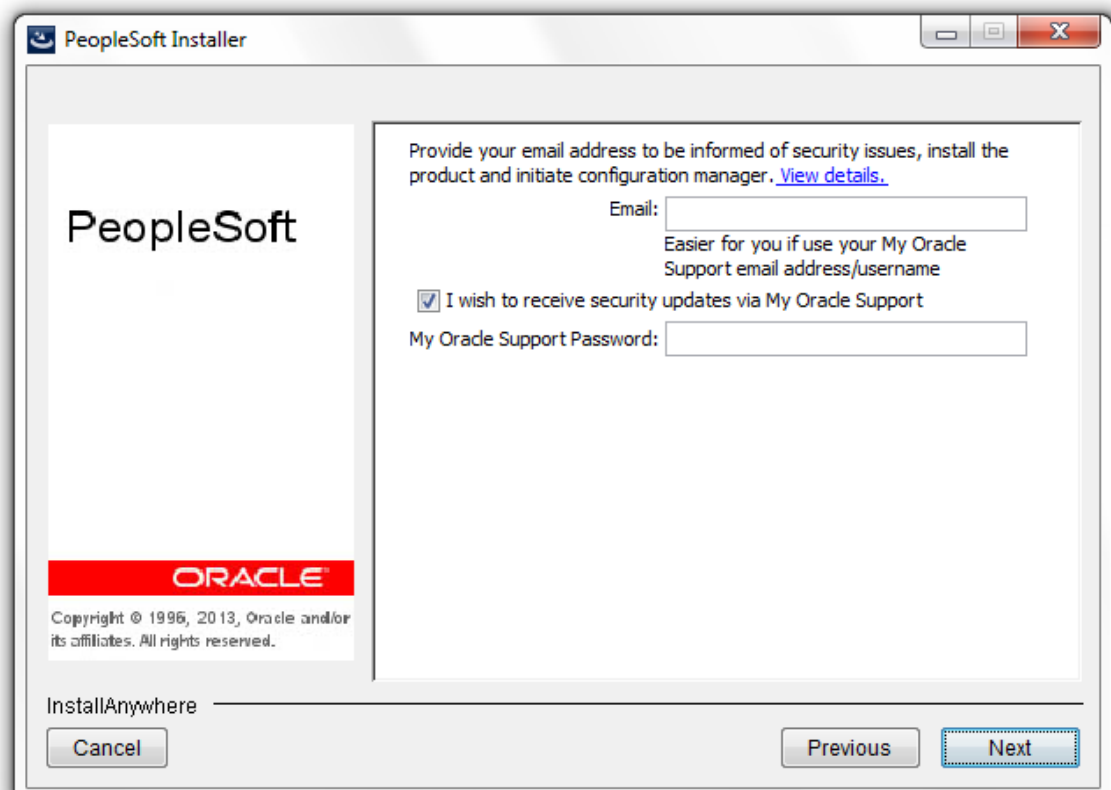 PeopleSoft Installer
Provide your email address to be informed of security issues, install the
product and initiate configuration manager. View details.
Email:
Easier for you if use your My Oracle
Support email address/username
I wish to receive security updates via My Oracle Support
My Oracle Support Password:
PeopleSoft
ORACLE
Copyright © 1996, 2013, Oracle and/or
its affiliates. All rights reserved.
InstallAnywhere
Cancel
Previous
Next